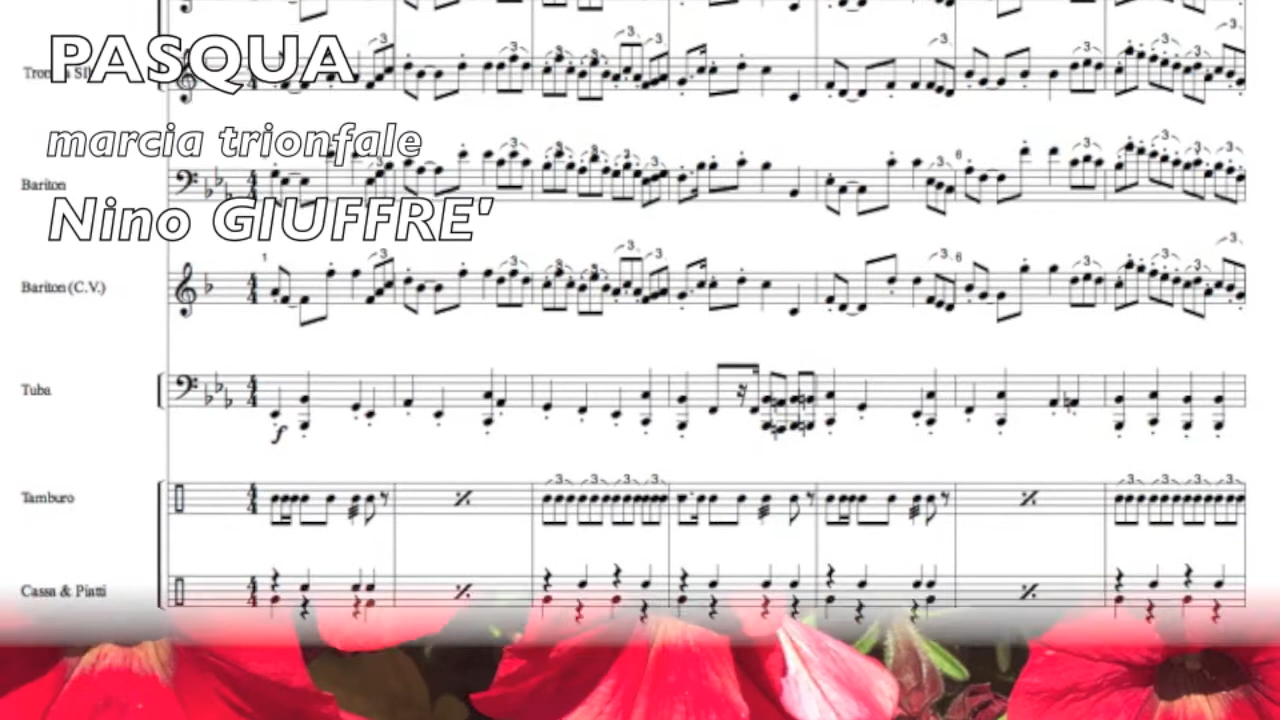 PASQUA
marcia trionfale
Bariton
Nino GIUFFRE'
Bariton (C.V.)
Tuba
Tamburo
Cassa & Piatti